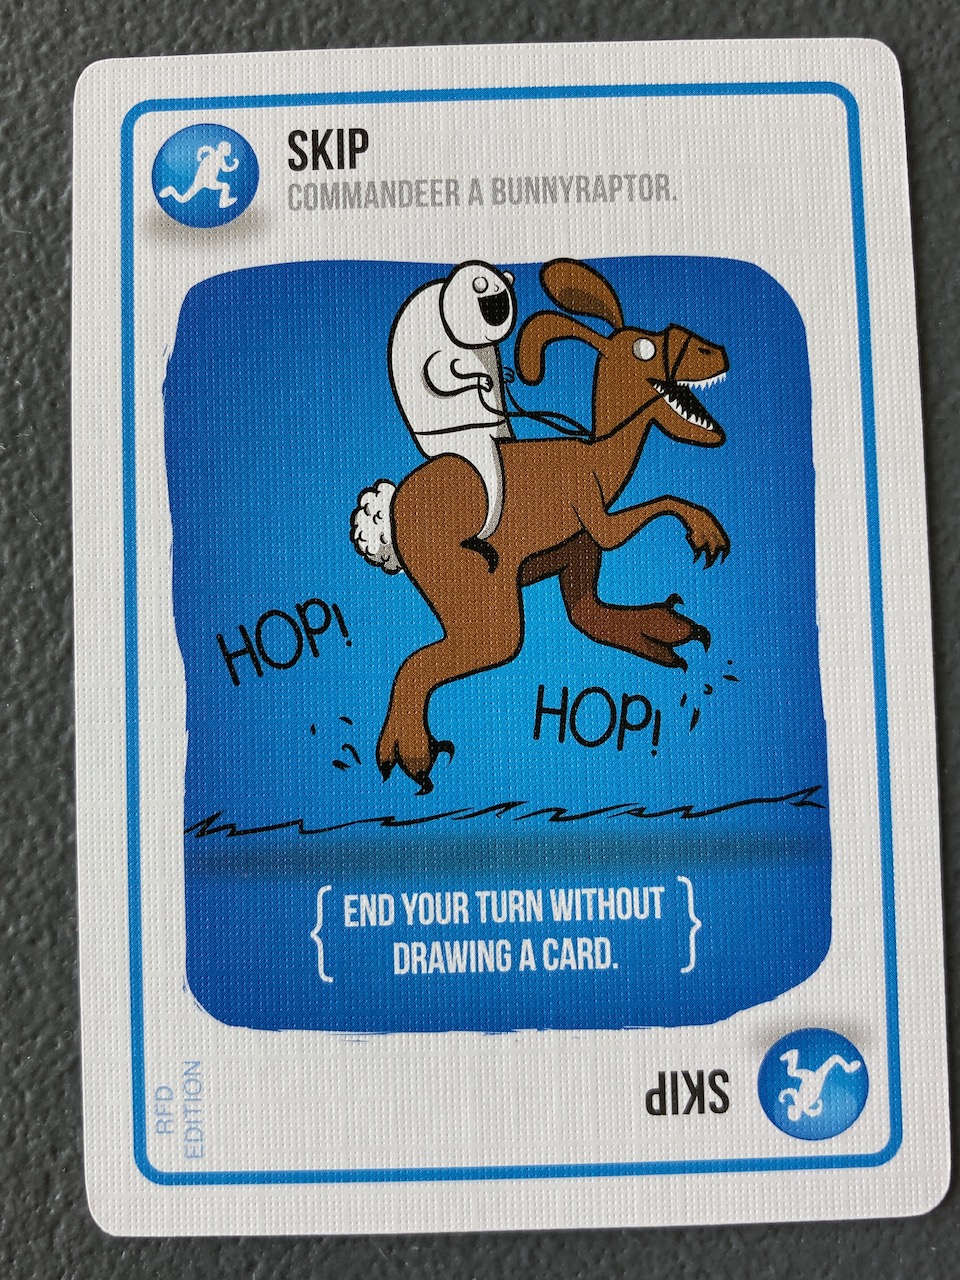 SKIP
COMMANDEER A BUNNYRAPTOR.
HOP!
HOP!
END YOUR TURN WITHOUT
DRAWING A CARD.
SKIP
RFD
EDITION